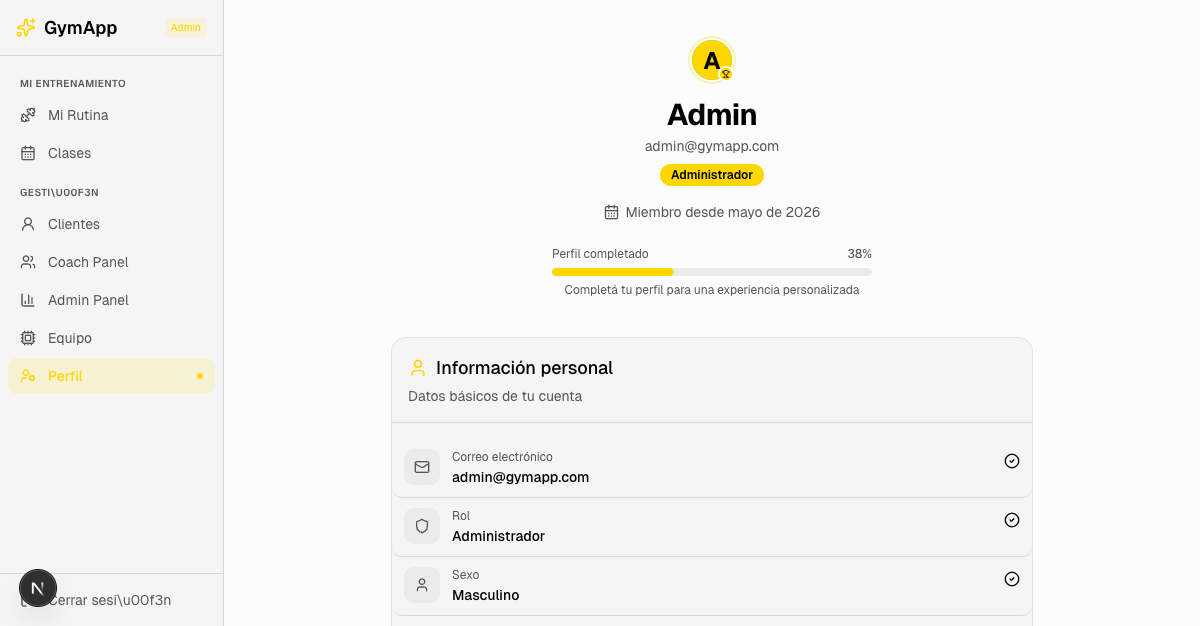 GymApp
Admin
MI ENTRENAMIENTO
Mi Rutina
Clases
GESTI\U00F3N
Clientes
Coach Panel
Admin Panel
Equipo
Perfil
N
Cerrar sesi\u00f3n
A
Admin
admin@gymapp.com
Administrador
Miembro desde mayo de 2026
Perfil completado 38%
Completá tu perfil para una experiencia personalizada
Información personal
Datos básicos de tu cuenta
Correo electrónico
admin@gymapp.com
Rol
Administrador
Sexo
Masculino